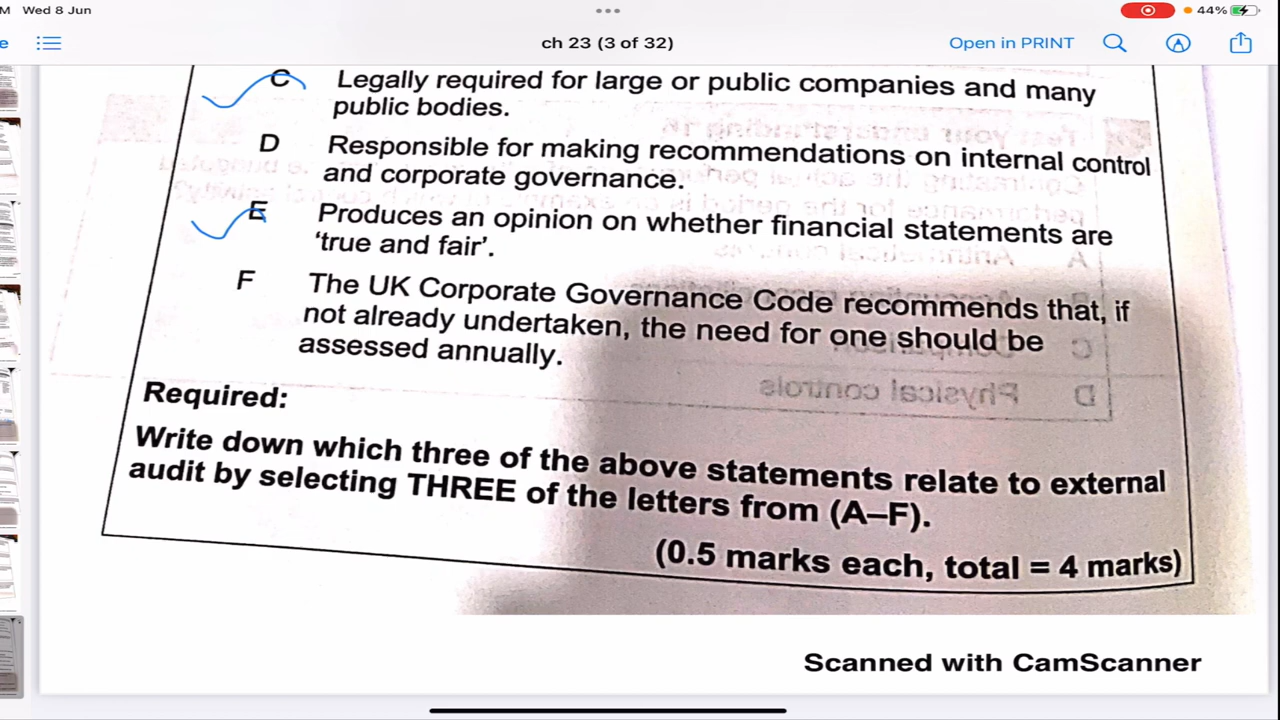 M Wed 8 Jun
44%
e
ch 23 (3 of 32)
Open in PRINT
C Legally required for large or public companies and many
public bodies.
D Responsible for making recommendations on internal control
and corporate governance.
E Produces an opinion on whether financial statements are
‘true and fair’.
F The UK Corporate Governance Code recommends that, if
not already undertaken, the need for one should be
assessed annually.
Required:
Write down which three of the above statements relate to external
audit by selecting THREE of the letters from (A–F).
(0.5 marks each, total = 4 marks)
D Physical controls
Scanned with CamScanner